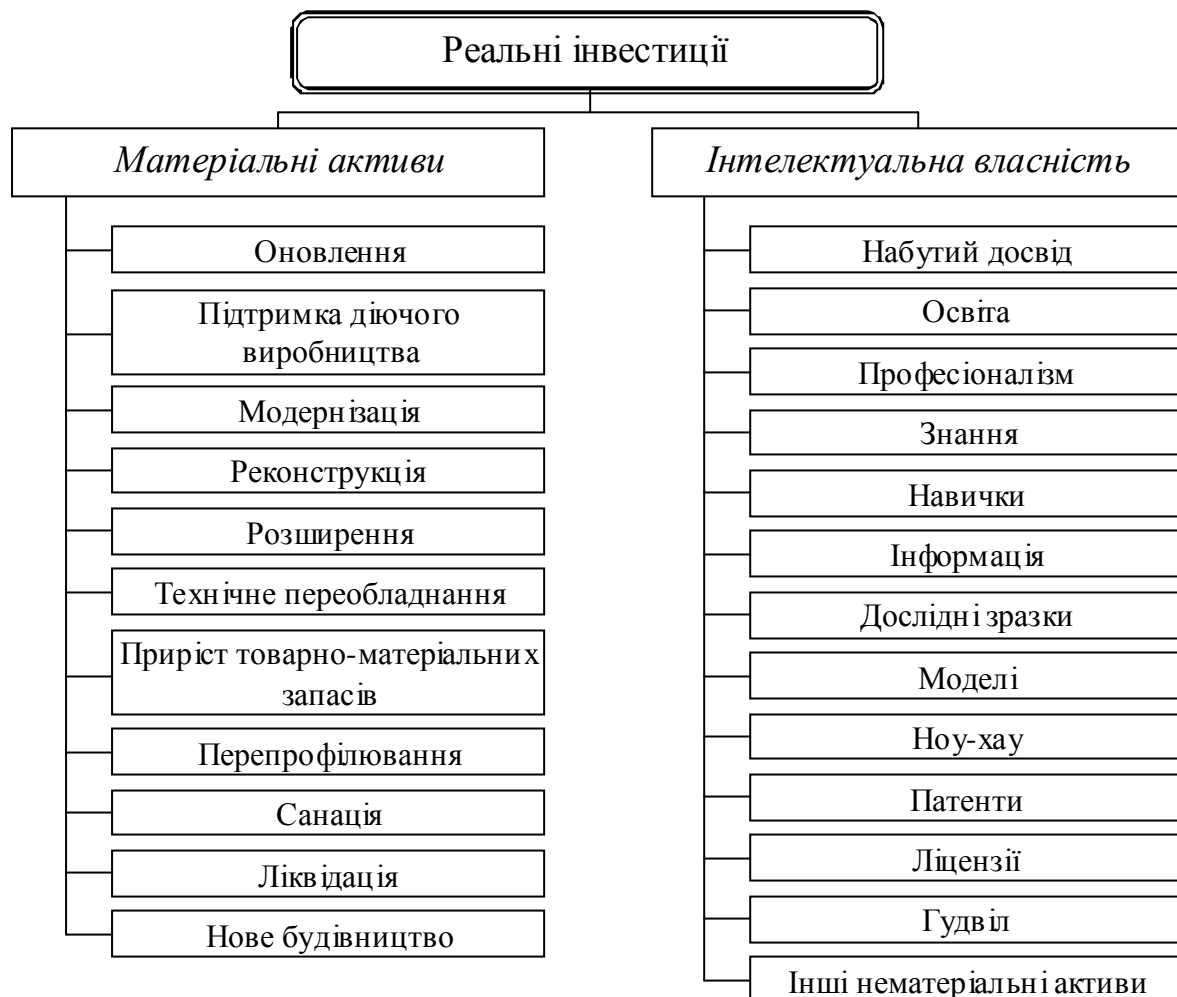 Реальні інвестиції
Матеріальні активи
Оновлення
Підтримка діючого
виробництва
Модернізація
Реконструкція
Розширення
Технічне переобладнання
Приріст товарно-матеріальних
запасів
Перепрофілювання
Санація
Ліквідація
Нове будівництво
Інтелектуальна власність
Набутий досвід
Освіта
Професіоналізм
Знання
Навички
Інформація
Дослідні зразки
Моделі
Ноу-хау
Патенти
Ліцензії
Гудвіл
Інші нематеріальні активи